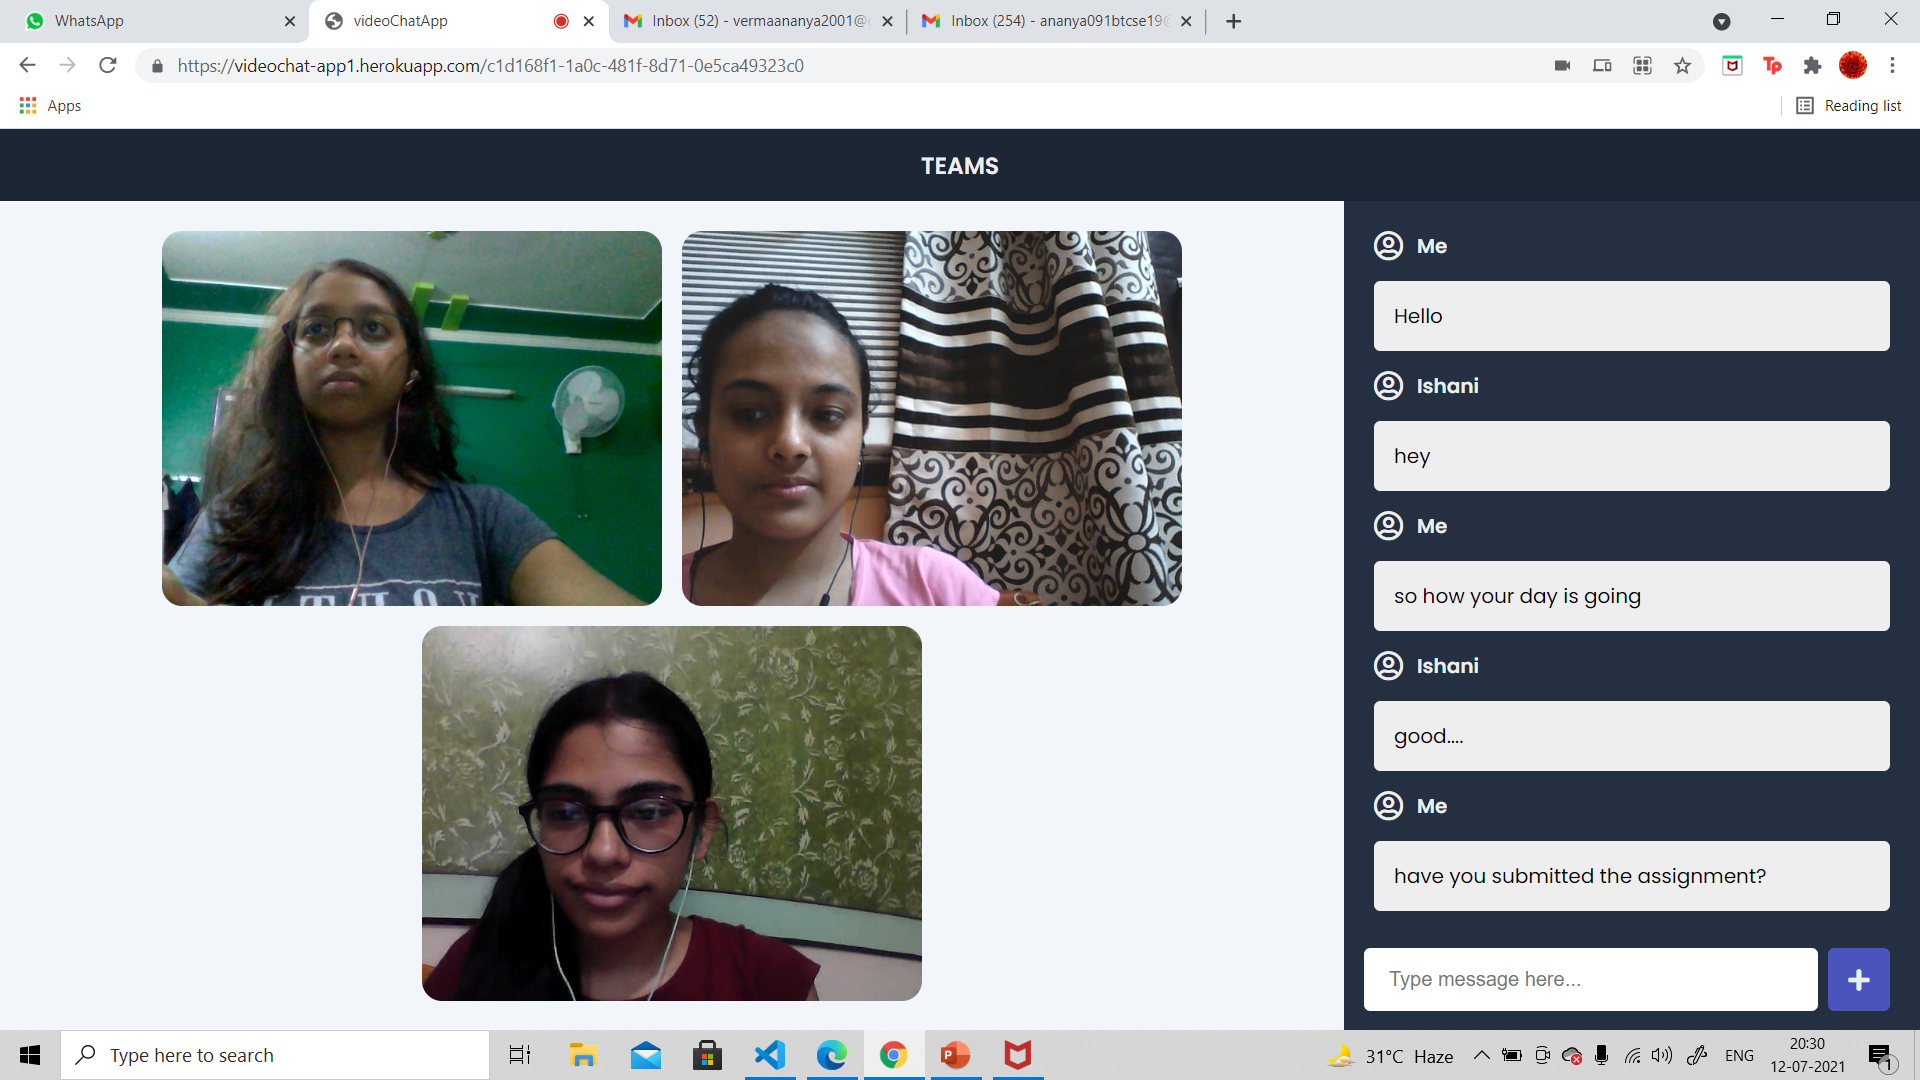 WhatsApp
videoChatApp
Inbox (52) - vermaananya2001@
Inbox (254) - ananya091btcse19
https://videochat-app1.herokuapp.com/c1d168f1-1a0c-481f-8d71-0e5ca49323c0
Tp
Apps
Reading list
TEAMS
Me
Hello
Ishani
hey
Me
so how your day is going
Ishani
good....
Me
have you submitted the assignment?
Type message here...
Type here to search
31°C Haze
ENG
20:30
12-07-2021
1